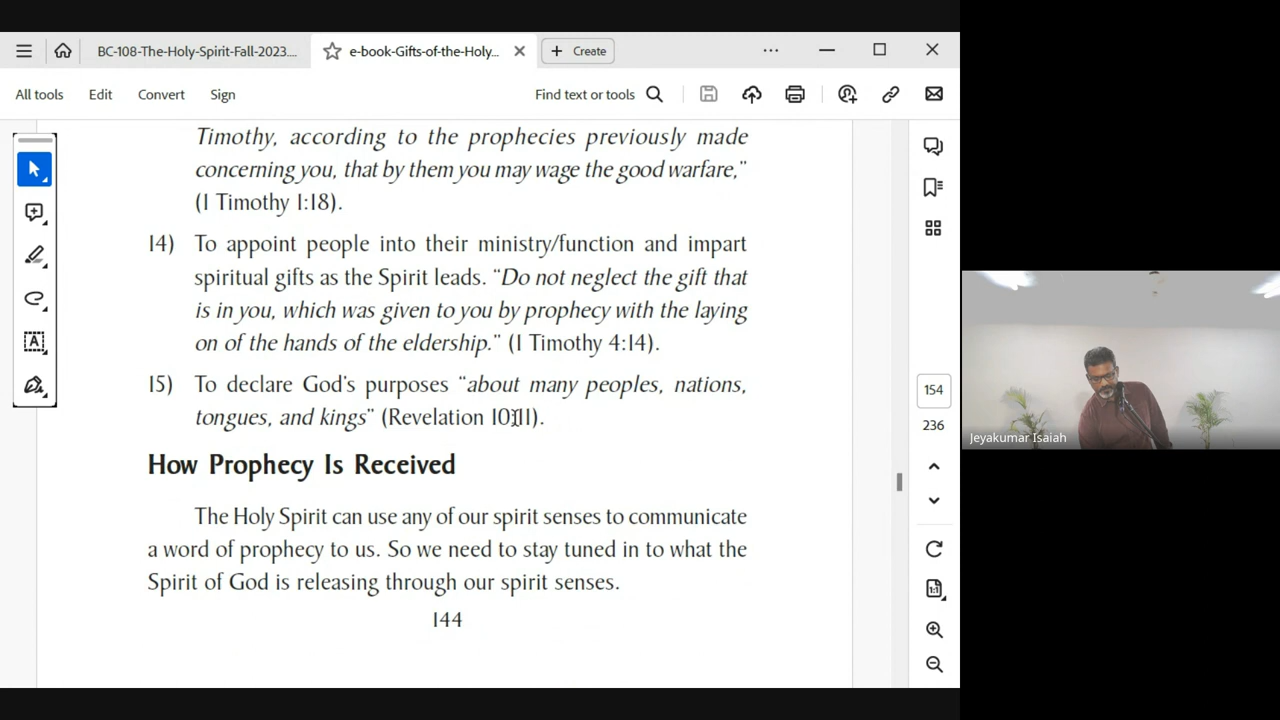 BC-108-The-Holy-Spirit-Fall-2023....
e-book-Gifts-of-the-Holy...
Create
All tools
Edit
Convert
Sign
Find text or tools
Timothy, according to the prophecies previously made
concerning you, that by them you may wage the good warfare,"
(1 Timothy 1:18).
14) To appoint people into their ministry/function and impart
spiritual gifts as the Spirit leads. "Do not neglect the gift that
is in you, which was given to you by prophecy with the laying
on of the hands of the eldership." (1 Timothy 4:14).
15) To declare God's purposes "about many peoples, nations,
tongues, and kings" (Revelation 10:11).
How Prophecy Is Received
The Holy Spirit can use any of our spirit senses to communicate
a word of prophecy to us. So we need to stay tuned in to what the
Spirit of God is releasing through our spirit senses.
144
154
236
1:1
Jeyakumar Isaiah